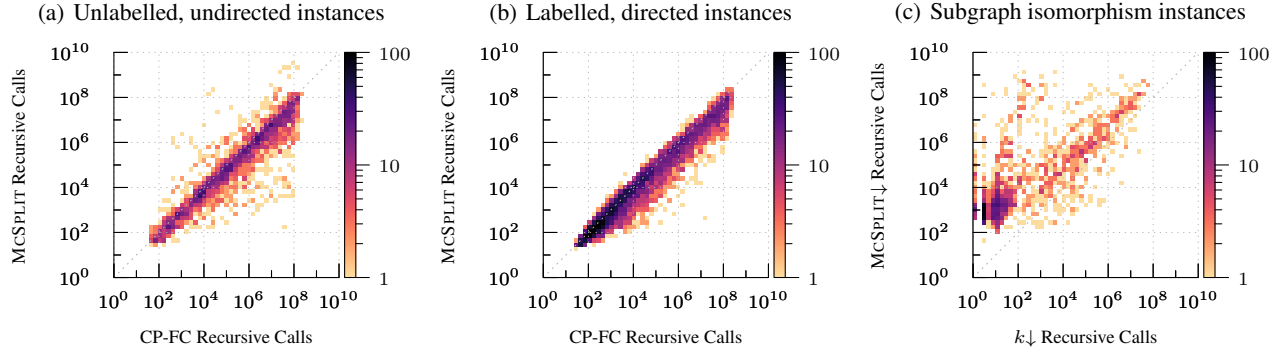 (a) Unlabelled, undirected instances
10^10
10^8
10^6
10^4
10^2
10^0
MCSPLIT Recursive Calls
10^0 10^2 10^4 10^6 10^8 10^10
CP-FC Recursive Calls
100
10
1
(b) Labelled, directed instances
10^10
10^8
10^6
10^4
10^2
10^0
MCSPLIT Recursive Calls
10^0 10^2 10^4 10^6 10^8 10^10
CP-FC Recursive Calls
100
10
1
(c) Subgraph isomorphism instances
10^10
10^8
10^6
10^4
10^2
10^0
MCSPLIT↓ Recursive Calls
10^0 10^2 10^4 10^6 10^8 10^10
k↓ Recursive Calls
100
10
1